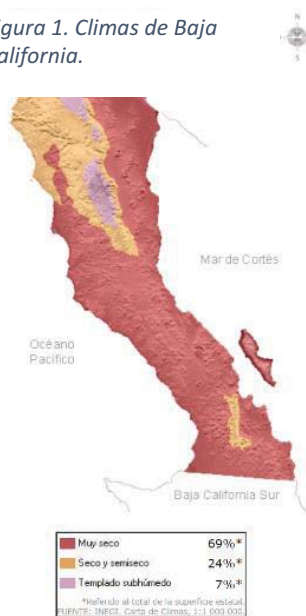 igura 1. Climas de Baja
alifornia.
N
S
Mar de Cortés
Océano
Pacífico
Baja California Sur
Muy seco 69%*
Seco y semiseco 24%*
Templado subhúmedo 7%*
*Referido al total de la superficie estatal.
FUENTE: INEGI. Carta de Climas, 1:1 000 000.